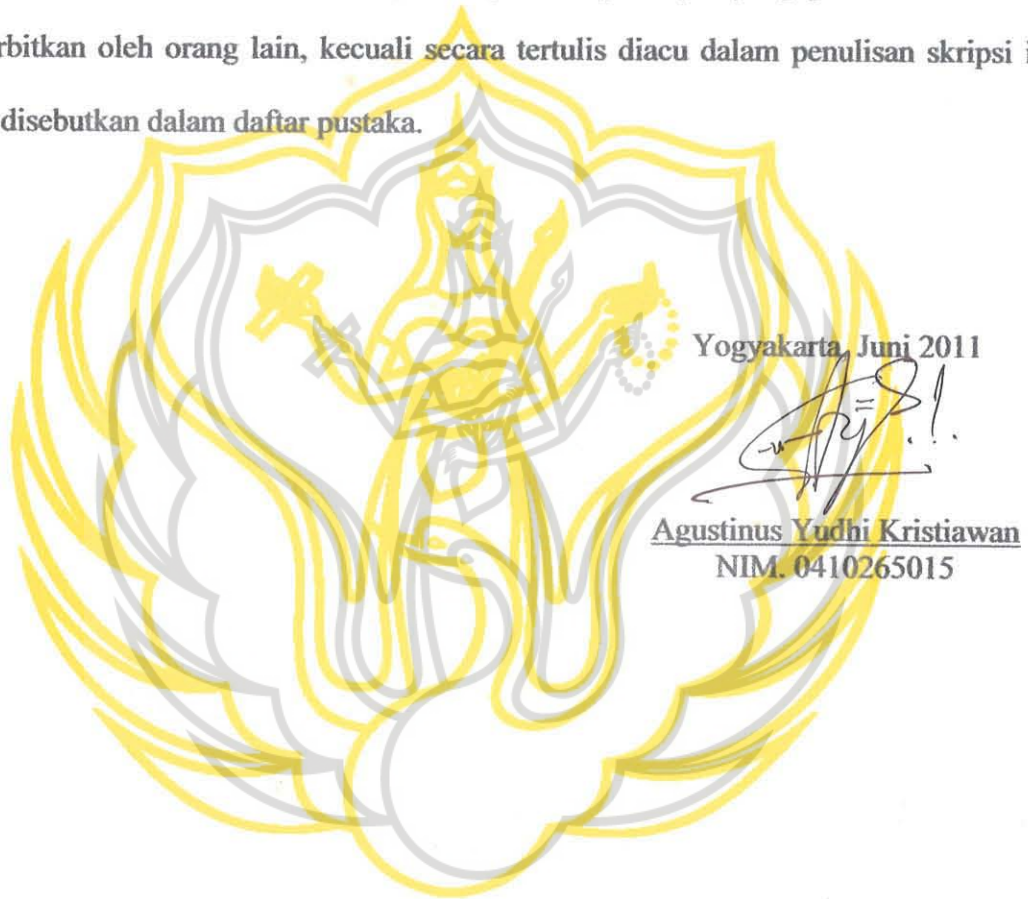 rbitkan oleh orang lain, kecuali secara tertulis diacu dalam penulisan skripsi i
disebutkan dalam daftar pustaka.
Yogyakarta, Juni 2011
Agustinus Yudhi Kristiawan
NIM. 0410265015